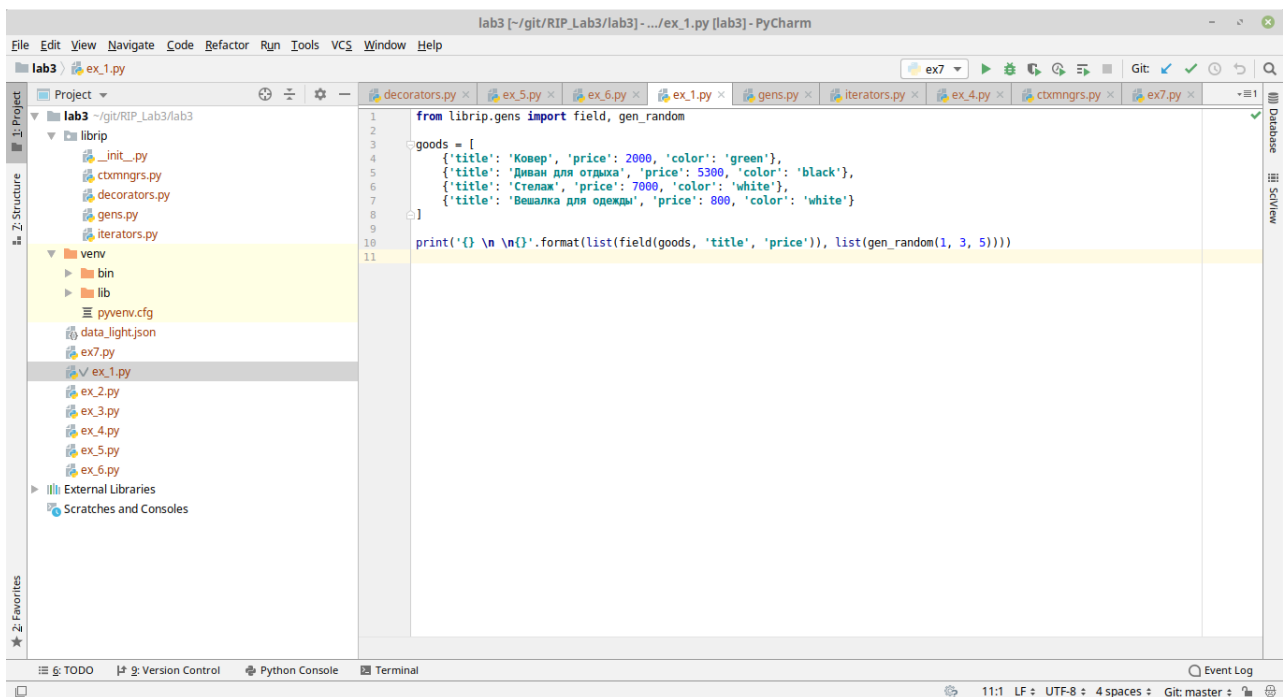 lab3 [~/git/RIP_Lab3/lab3] - .../ex_1.py [lab3] - PyCharm
File Edit View Navigate Code Refactor Run Tools VCS Window Help
lab3 ex_1.py ex7 Git:
1: Project
Z: Structure
2: Favorites
Project
lab3 ~/git/RIP_Lab3/lab3
librip
__init__.py
ctxmngrs.py
decorators.py
gens.py
iterators.py
venv
bin
lib
pyvenv.cfg
data_light.json
ex7.py
ex_1.py
ex_2.py
ex_3.py
ex_4.py
ex_5.py
ex_6.py
External Libraries
Scratches and Consoles
decorators.py ex_5.py ex_6.py ex_1.py gens.py iterators.py ex_4.py ctxmngrs.py ex7.py 1
1 from librip.gens import field, gen_random
2
3 goods = [
4 {'title': 'Ковер', 'price': 2000, 'color': 'green'},
5 {'title': 'Диван для отдыха', 'price': 5300, 'color': 'black'},
6 {'title': 'Стелаж', 'price': 7000, 'color': 'white'},
7 {'title': 'Вешалка для одежды', 'price': 800, 'color': 'white'}
8 ]
9
10 print('{} \n \n{}'.format(list(field(goods, 'title', 'price')), list(gen_random(1, 3, 5))))
11
Database
SciView
6: TODO 9: Version Control Python Console Terminal Event Log
11:1 LF UTF-8 4 spaces Git: master